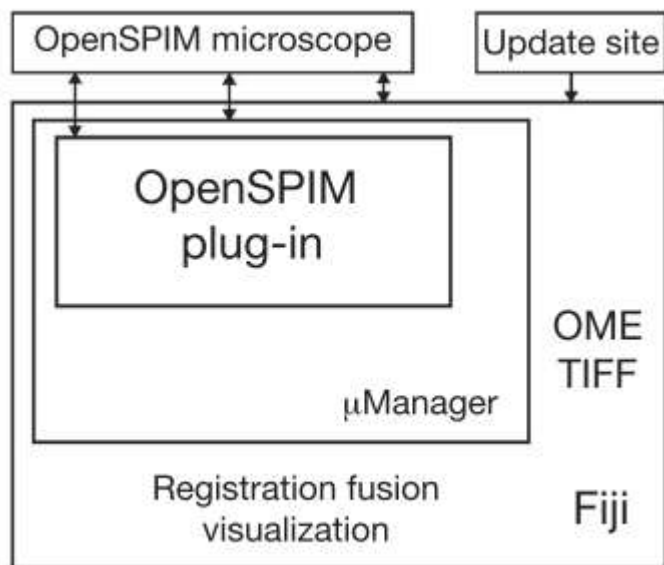 OpenSPIM microscope
Update site
OpenSPIM
plug-in
OME
TIFF
μManager
Registration fusion
visualization
Fiji